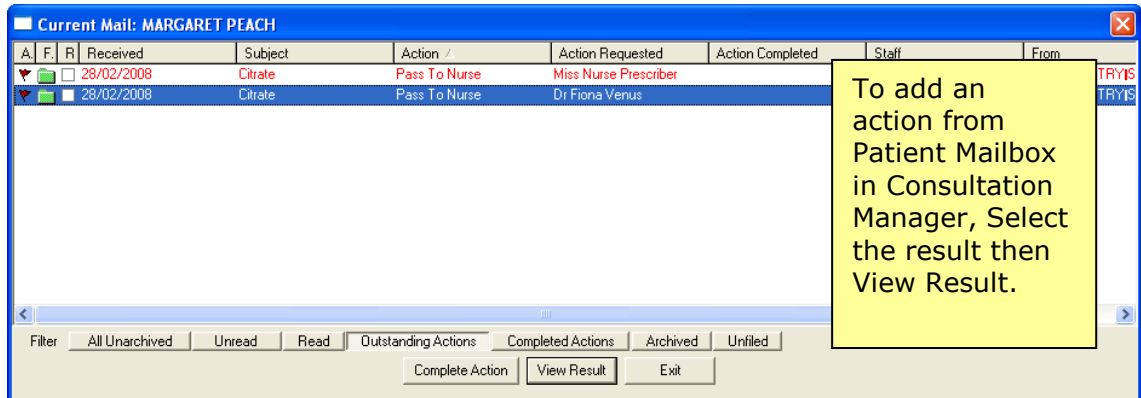 Current Mail: MARGARET PEACH
A. F. R Received Subject Action Action Requested Action Completed Staff From
28/02/2008 Citrate Pass To Nurse Miss Nurse Prescriber
28/02/2008 Citrate Pass To Nurse Dr Fiona Venus
To add an
action from
Patient Mailbox
in Consultation
Manager, Select
the result then
View Result.
Filter All Unarchived Unread Read Outstanding Actions Completed Actions Archived Unfiled
Complete Action View Result Exit